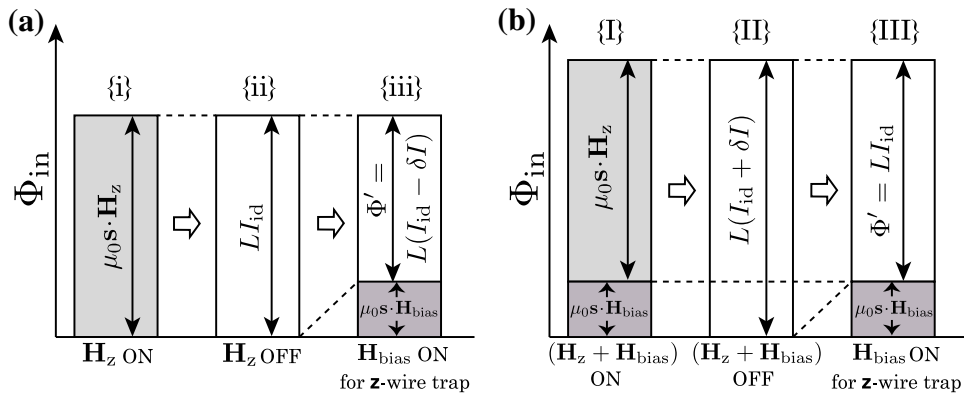 (a)
{i}
{ii}
{iii}
Φin
μ0s·Hz
LIid
Φ′ =
L(Iid − δI)
μ0s·Hbias
Hz ON
Hz OFF
Hbias ON
for z-wire trap
(b)
{I}
{II}
{III}
Φin
μ0s·Hz
L(Iid + δI)
Φ′ = LIid
μ0s·Hbias
μ0s·Hbias
(Hz + Hbias)
ON
(Hz + Hbias)
OFF
Hbias ON
for z-wire trap